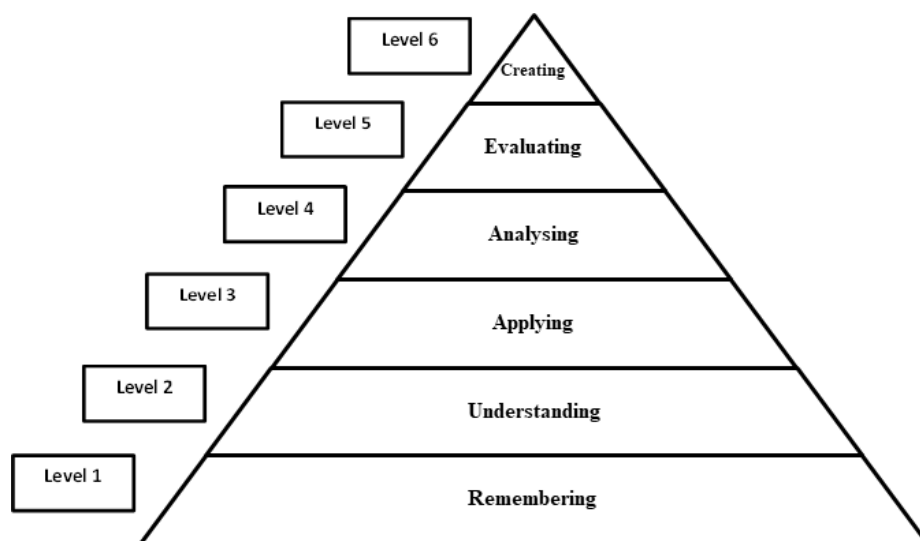 Level 6
Creating
Level 5
Evaluating
Level 4
Analysing
Level 3
Applying
Level 2
Understanding
Level 1
Remembering